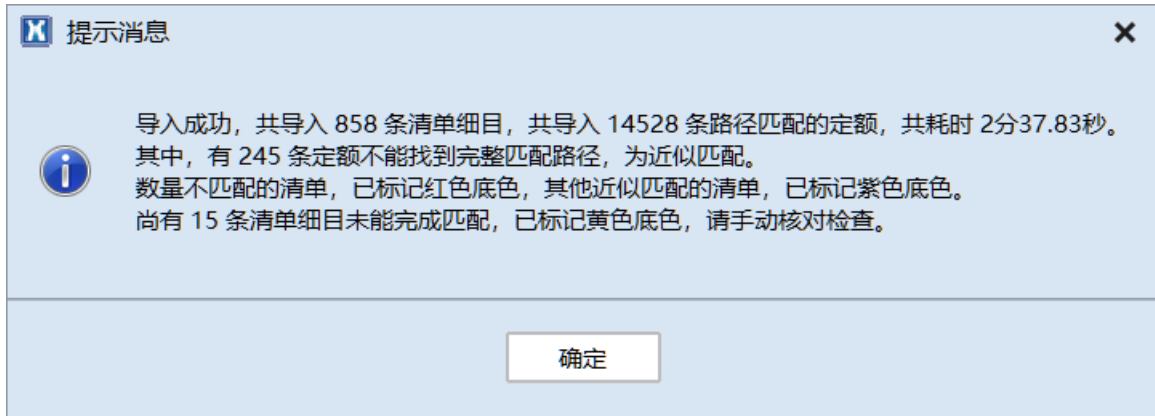 提示消息
导入成功，共导入 858 条清单细目，共导入 14528 条路径匹配的定额，共耗时 2分37.83秒。
其中，有 245 条定额不能找到完整匹配路径，为近似匹配。
数量不匹配的清单，已标记红色底色，其他近似匹配的清单，已标记紫色底色。
尚有 15 条清单细目未能完成匹配，已标记黄色底色，请手动核对检查。
确定